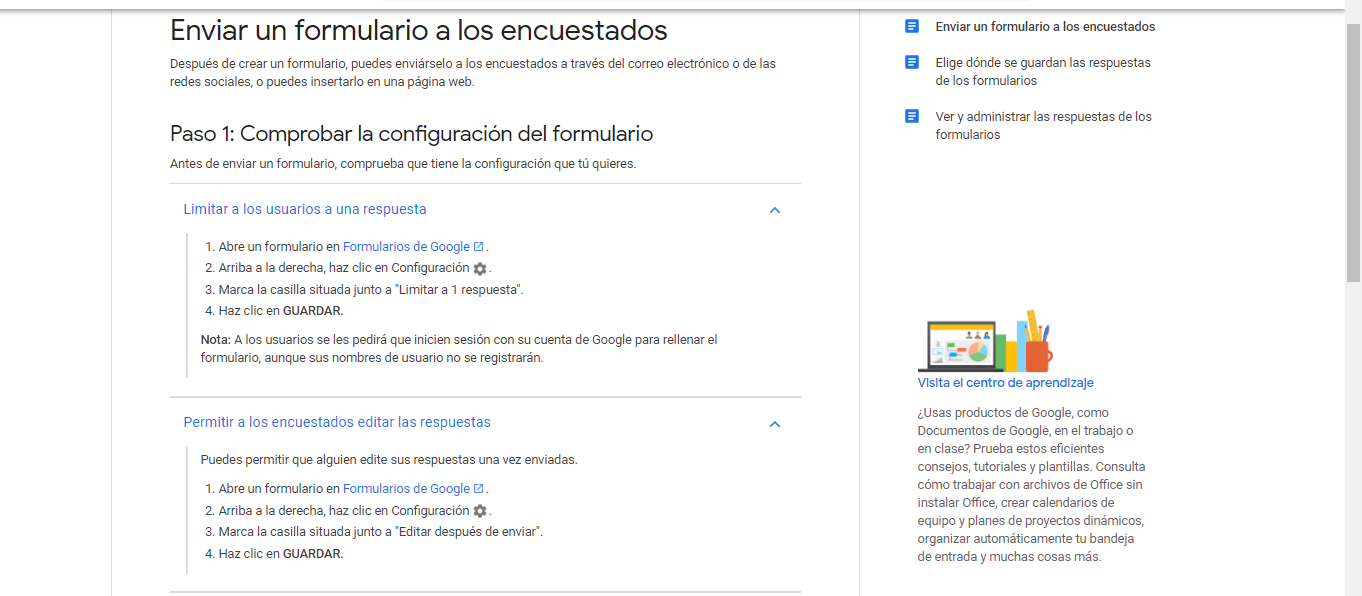 Enviar un formulario a los encuestados
Después de crear un formulario, puedes enviárselo a los encuestados a través del correo electrónico o de las
redes sociales, o puedes insertarlo en una página web.
Paso 1: Comprobar la configuración del formulario
Antes de enviar un formulario, comprueba que tiene la configuración que tú quieres.
Limitar a los usuarios a una respuesta
1. Abre un formulario en Formularios de Google.
2. Arriba a la derecha, haz clic en Configuración.
3. Marca la casilla situada junto a "Limitar a 1 respuesta".
4. Haz clic en GUARDAR.
Nota: A los usuarios se les pedirá que inicien sesión con su cuenta de Google para rellenar el
formulario, aunque sus nombres de usuario no se registrarán.
Permitir a los encuestados editar las respuestas
Puedes permitir que alguien edite sus respuestas una vez enviadas.
1. Abre un formulario en Formularios de Google.
2. Arriba a la derecha, haz clic en Configuración.
3. Marca la casilla situada junto a "Editar después de enviar".
4. Haz clic en GUARDAR.
Enviar un formulario a los encuestados
Elige dónde se guardan las respuestas
de los formularios
Ver y administrar las respuestas de los
formularios
Visita el centro de aprendizaje
¿Usas productos de Google, como
Documentos de Google, en el trabajo o
en clase? Prueba estos eficientes
consejos, tutoriales y plantillas. Consulta
cómo trabajar con archivos de Office sin
instalar Office, crear calendarios de
equipo y planes de proyectos dinámicos,
organizar automáticamente tu bandeja
de entrada y muchas cosas más.